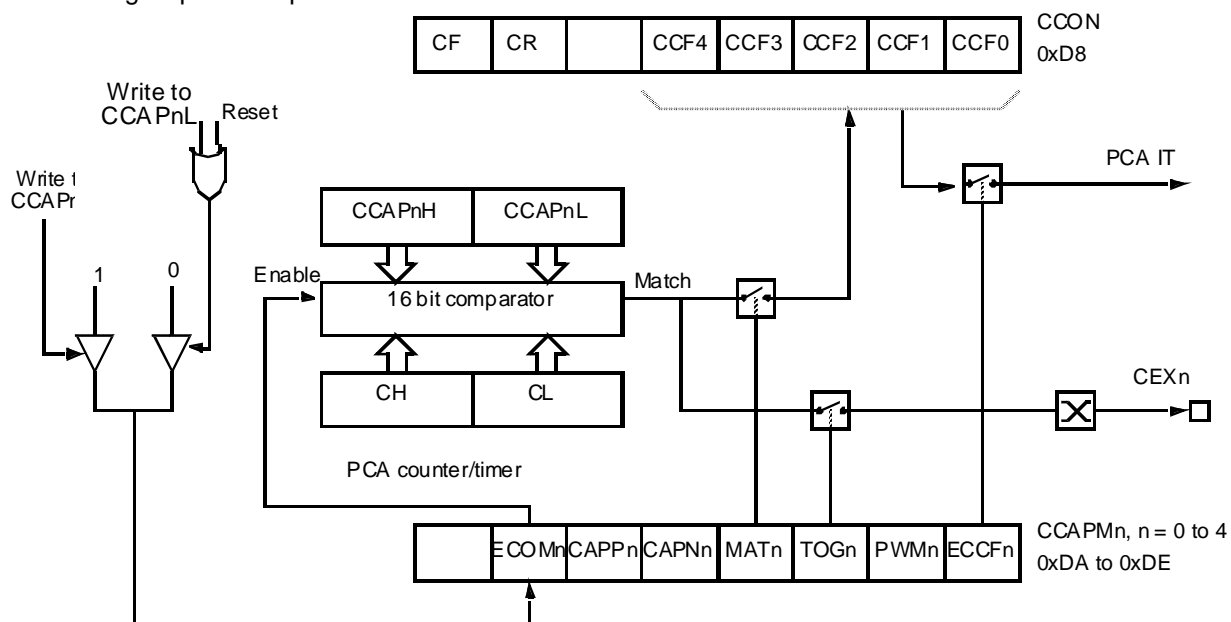 CF CR CCF4 CCF3 CCF2 CCF1 CCF0 CCON
0xD8
Write to
CCAPnL Reset
PCA IT
Write
CCAPnH CCAPnL
1 0 Enable Match
16 bit comparator
CH CL CEXn
PCA counter/timer
ECOMn CAPPn CAPNn MATn TOGn PWMn ECCFn CCAPMn, n = 0 to 4
0xDA to 0xDE